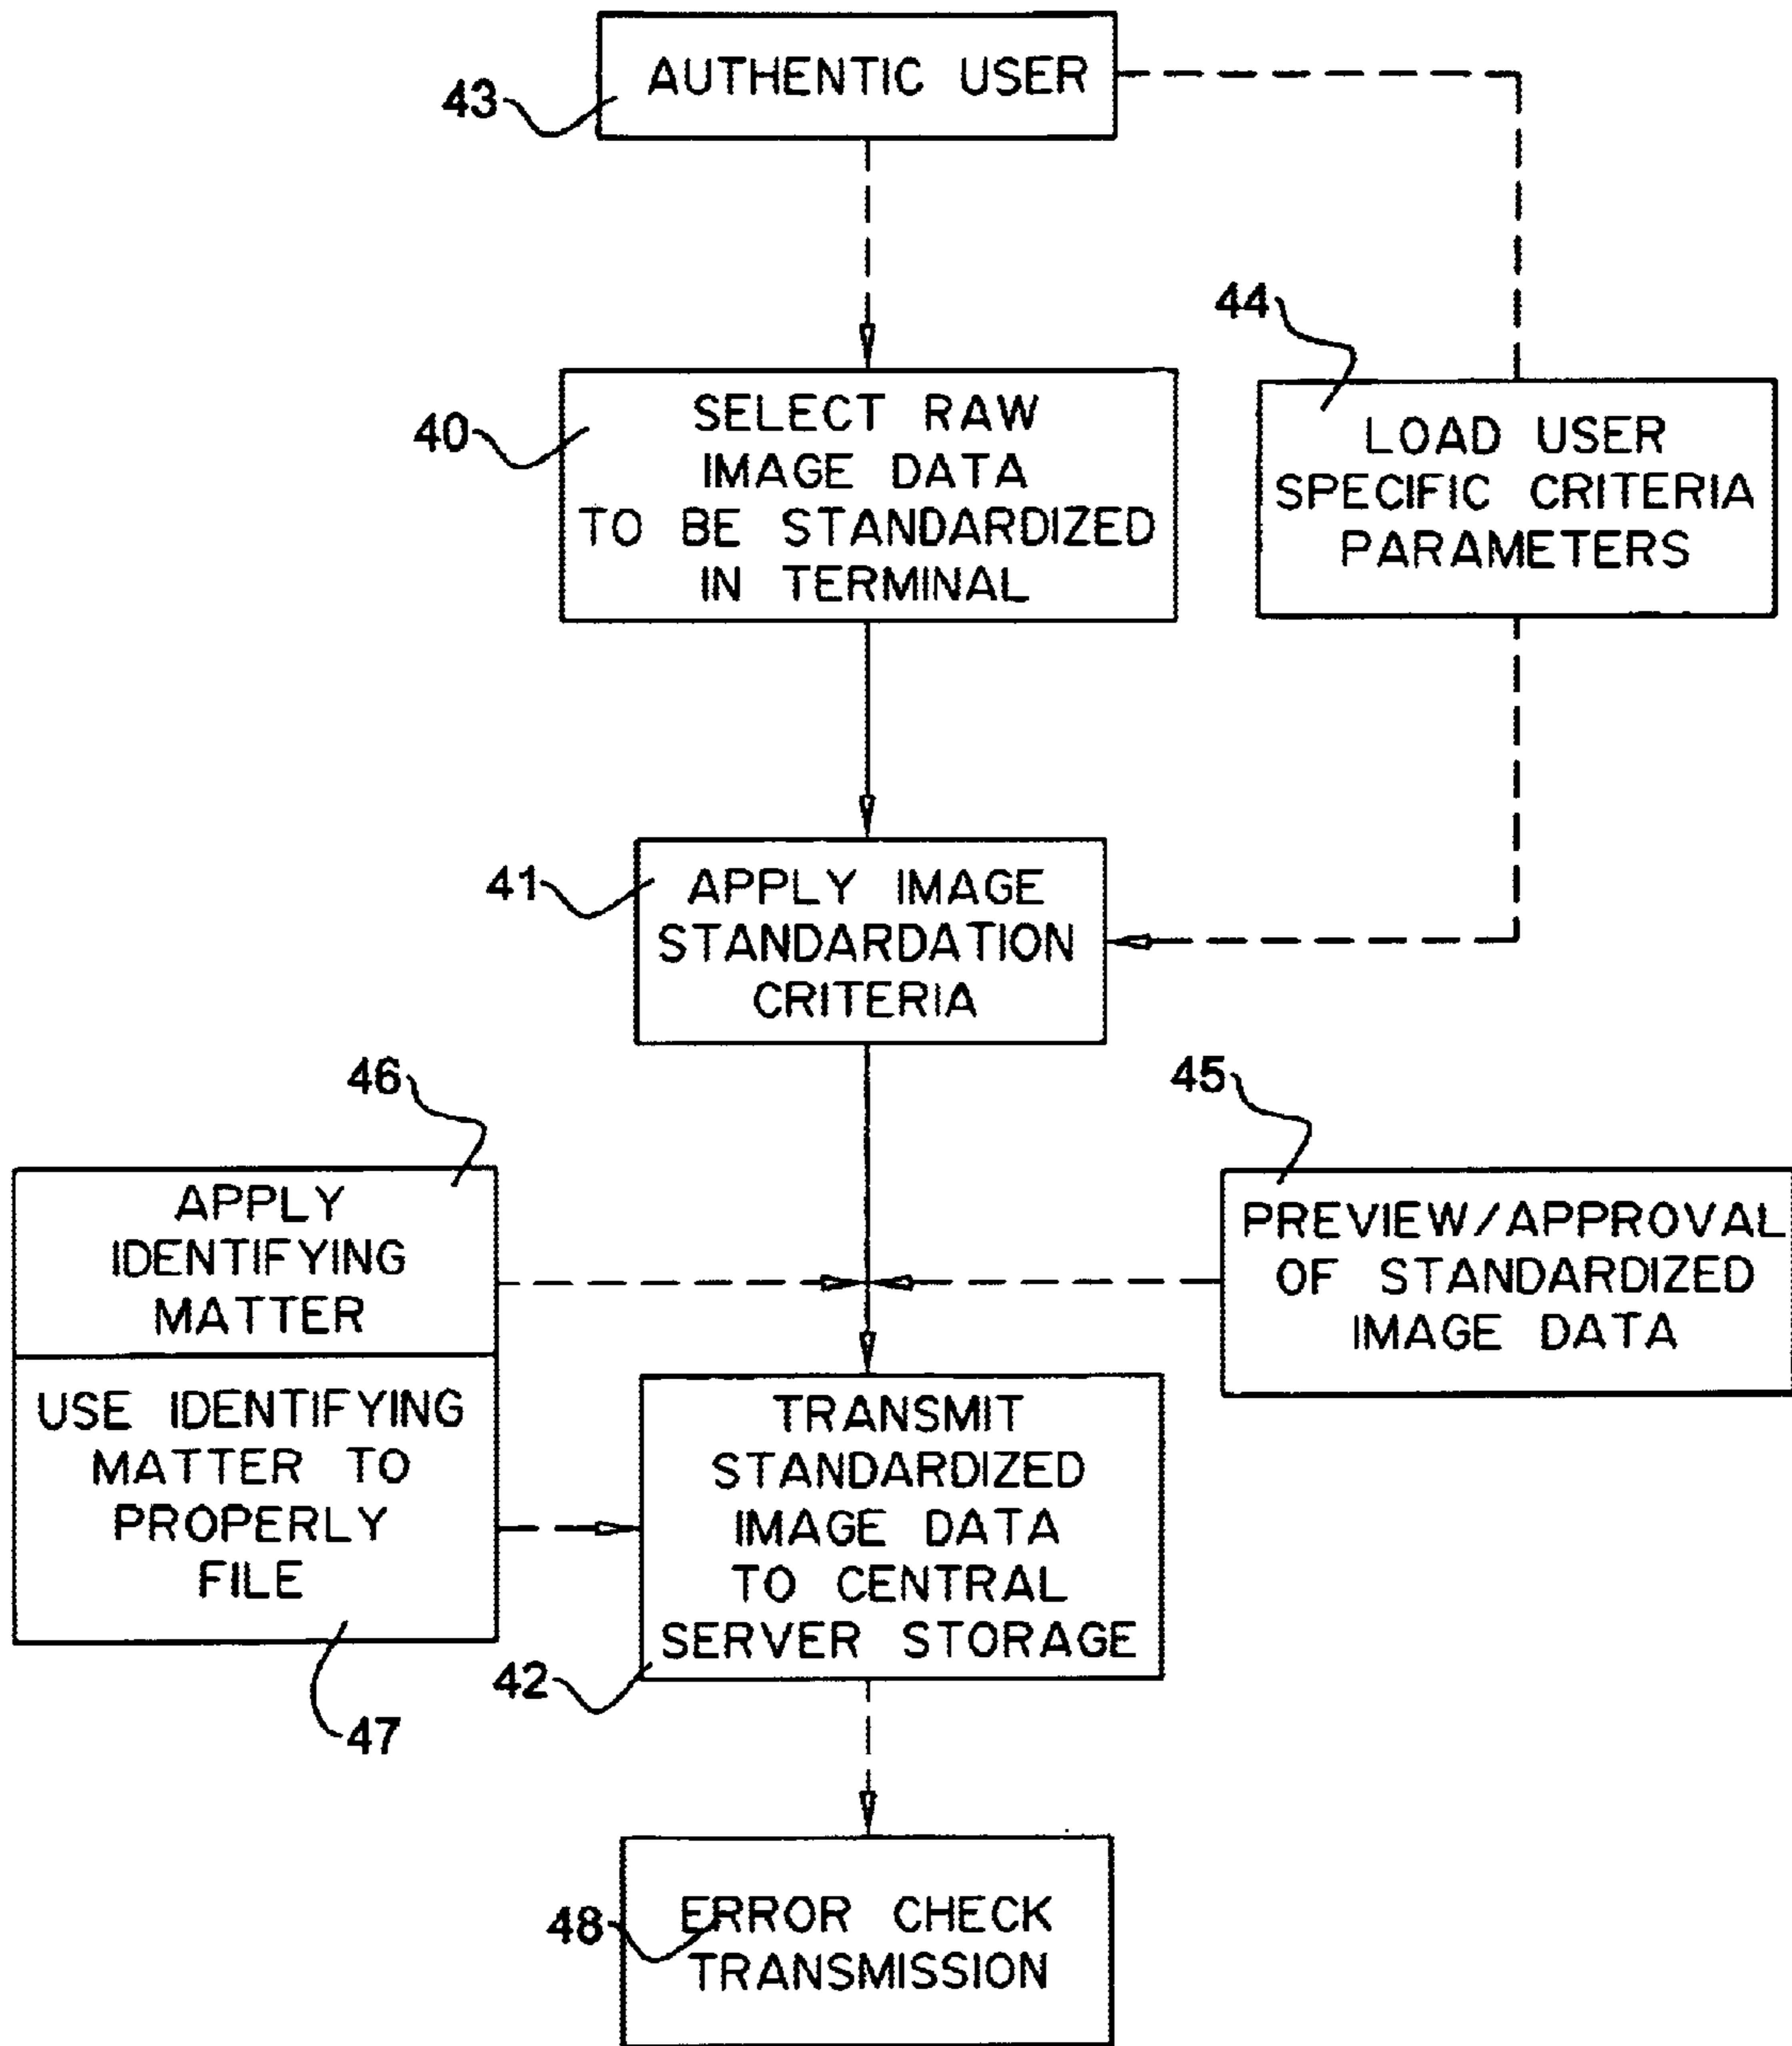 AUTHENTIC USER
43
44
40
SELECT RAW
IMAGE DATA
TO BE STANDARDIZED
IN TERMINAL
LOAD USER
SPECIFIC CRITERIA
PARAMETERS
41
APPLY IMAGE
STANDARDATION
CRITERIA
46
45
APPLY
IDENTIFYING
MATTER
PREVIEW/APPROVAL
OF STANDARDIZED
IMAGE DATA
USE IDENTIFYING
MATTER TO
PROPERLY
FILE
47
TRANSMIT
STANDARDIZED
IMAGE DATA
TO CENTRAL
SERVER STORAGE
42
48
ERROR CHECK
TRANSMISSION